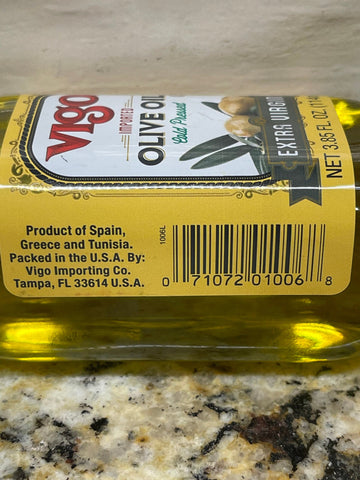 Vigo
IMPORTED
OLIVE OIL
Cold Pressed
EXTRA VIRGIN
NET 3.85 FL OZ (114
1006L
Product of Spain,
Greece and Tunisia.
Packed in the U.S.A. By:
Vigo Importing Co.
Tampa, FL 33614 U.S.A.
0 71072 01006 8